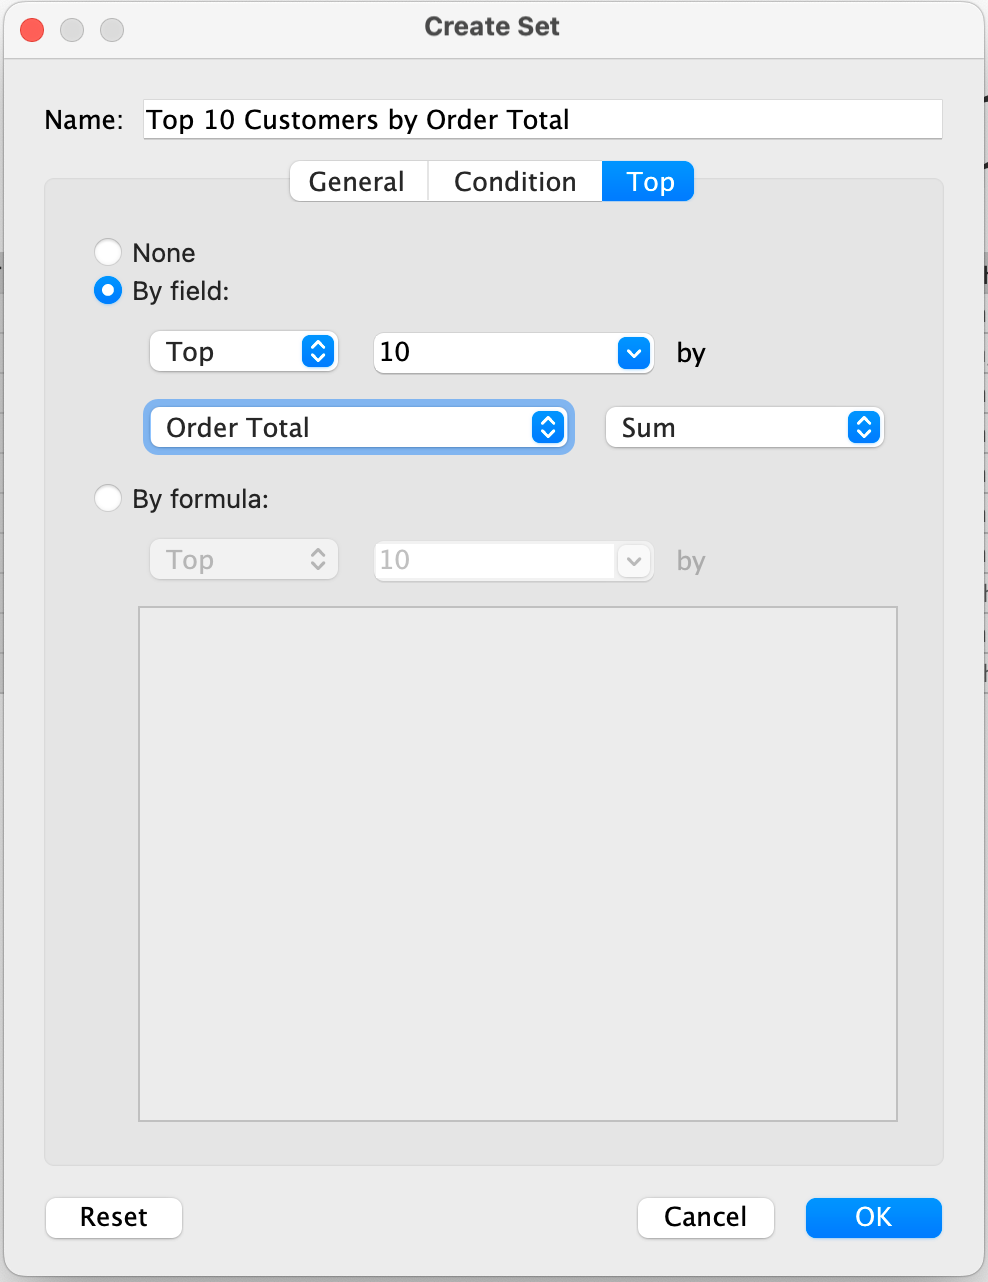 Create Set
Name: Top 10 Customers by Order Total
General Condition Top
None
By field:
Top 10 by
Order Total Sum
By formula:
Top 10 by
Reset Cancel OK